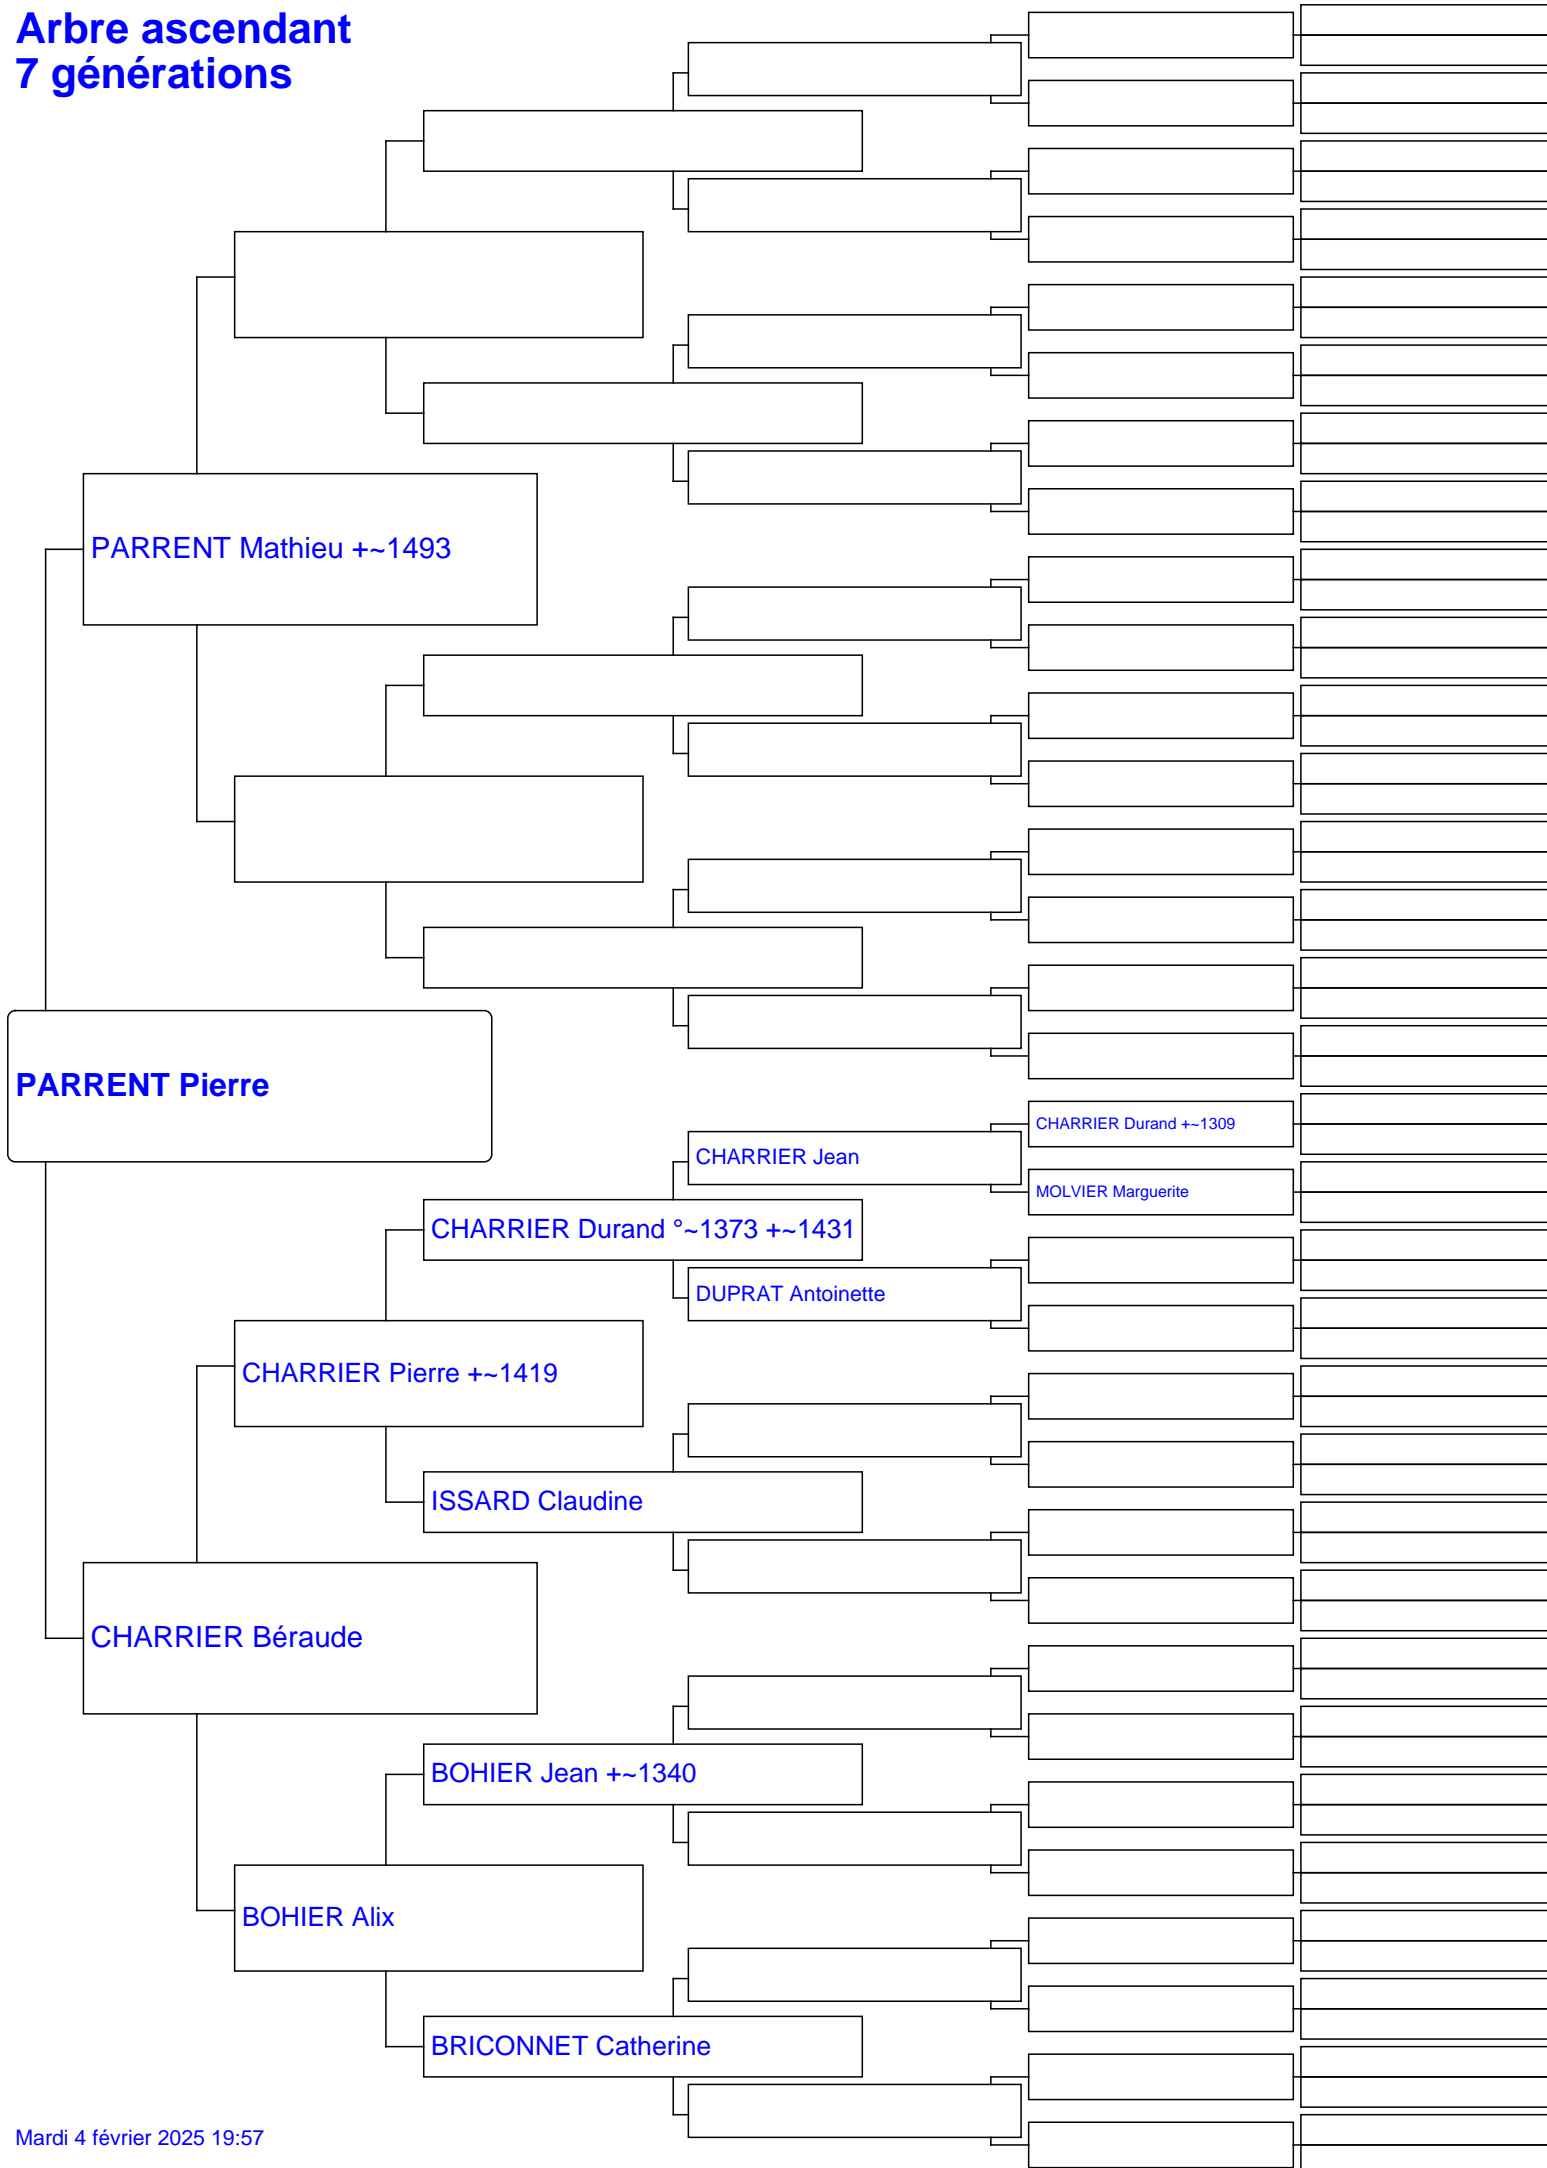 Arbre ascendant
7 générations
PARRENT Mathieu +~1493
PARRENT Pierre
CHARRIER Durand +~1309
CHARRIER Jean
MOLVIER Marguerite
CHARRIER Durand °~1373 +~1431
DUPRAT Antoinette
CHARRIER Pierre +~1419
ISSARD Claudine
CHARRIER Béraude
BOHIER Jean +~1340
BOHIER Alix
BRICONNET Catherine
Mardi 4 février 2025 19:57